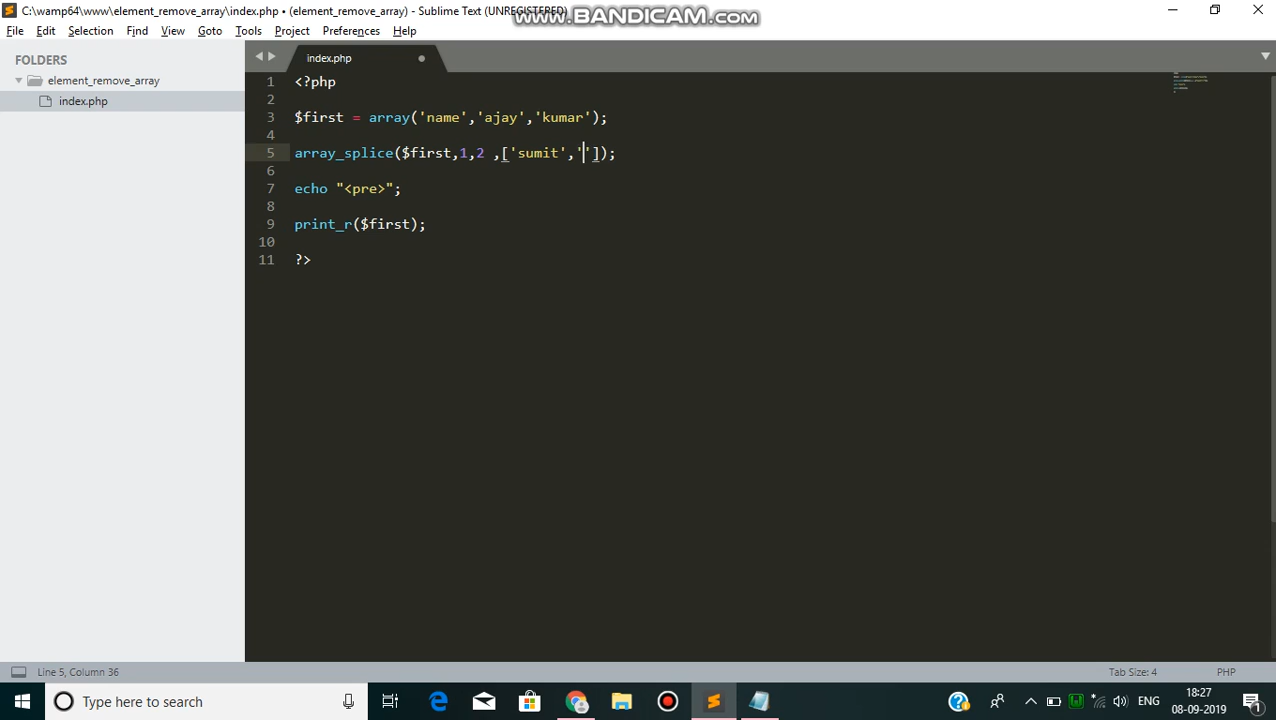 C:\wamp64\www\element_remove_array\index.php • (element_remove_array) - Sublime Text (UNREGISTERED)
www.BANDICAM.com
File Edit Selection Find View Goto Tools Project Preferences Help
FOLDERS
element_remove_array
index.php
index.php
1 <?php
2
3 $first = array('name','ajay','kumar');
4
5 array_splice($first,1,2 ,['sumit','']);
6
7 echo "<pre>";
8
9 print_r($first);
10
11 ?>
Line 5, Column 36
Tab Size: 4
PHP
Type here to search
ENG
18:27
08-09-2019
1